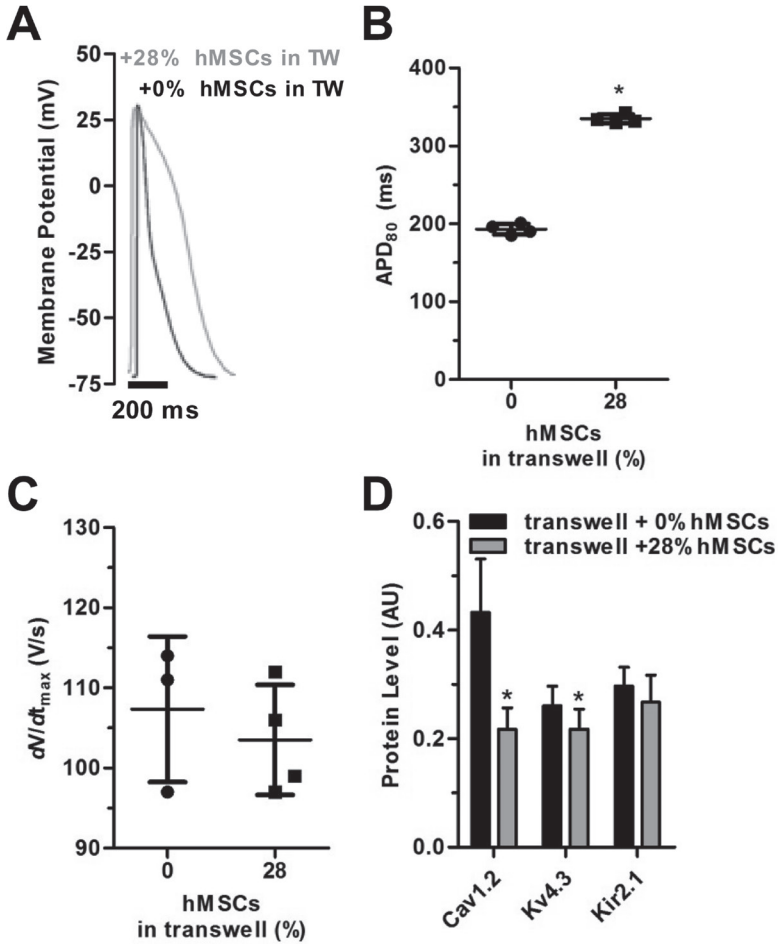 A
50
25
0
-25
-50
-75
Membrane Potential (mV)
+28% hMSCs in TW
+0% hMSCs in TW
200 ms
B
400
300
200
100
0
APD80 (ms)
*
0 28
hMSCs
in transwell (%)
C
130
120
110
100
90
dV/dtmax (V/s)
0 28
hMSCs
in transwell (%)
D
0.6
0.4
0.2
0.0
Protein Level (AU)
transwell + 0% hMSCs
transwell +28% hMSCs
* *
Cav1.2 Kv4.3 Kir2.1